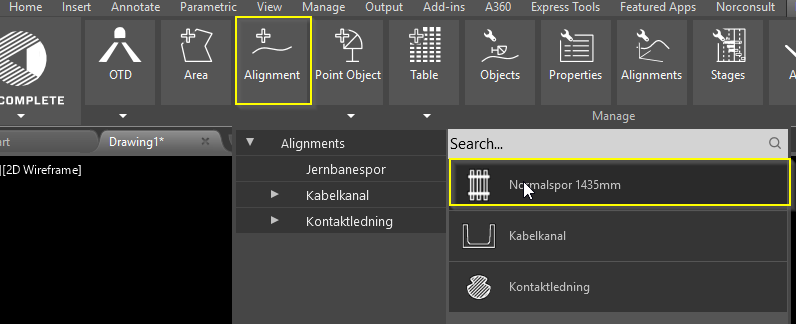 Home Insert Annotate Parametric View Manage Output Add-ins A360 Express Tools Featured Apps Norconsult
COMPLETE OTD Area Alignment Point Object Table Objects Properties Alignments Stages
Manage
Drawing1*
][2D Wireframe]
Alignments
Jernbanespor
Kabelkanal
Kontaktledning
Search...
Normalspor 1435mm
Kabelkanal
Kontaktledning